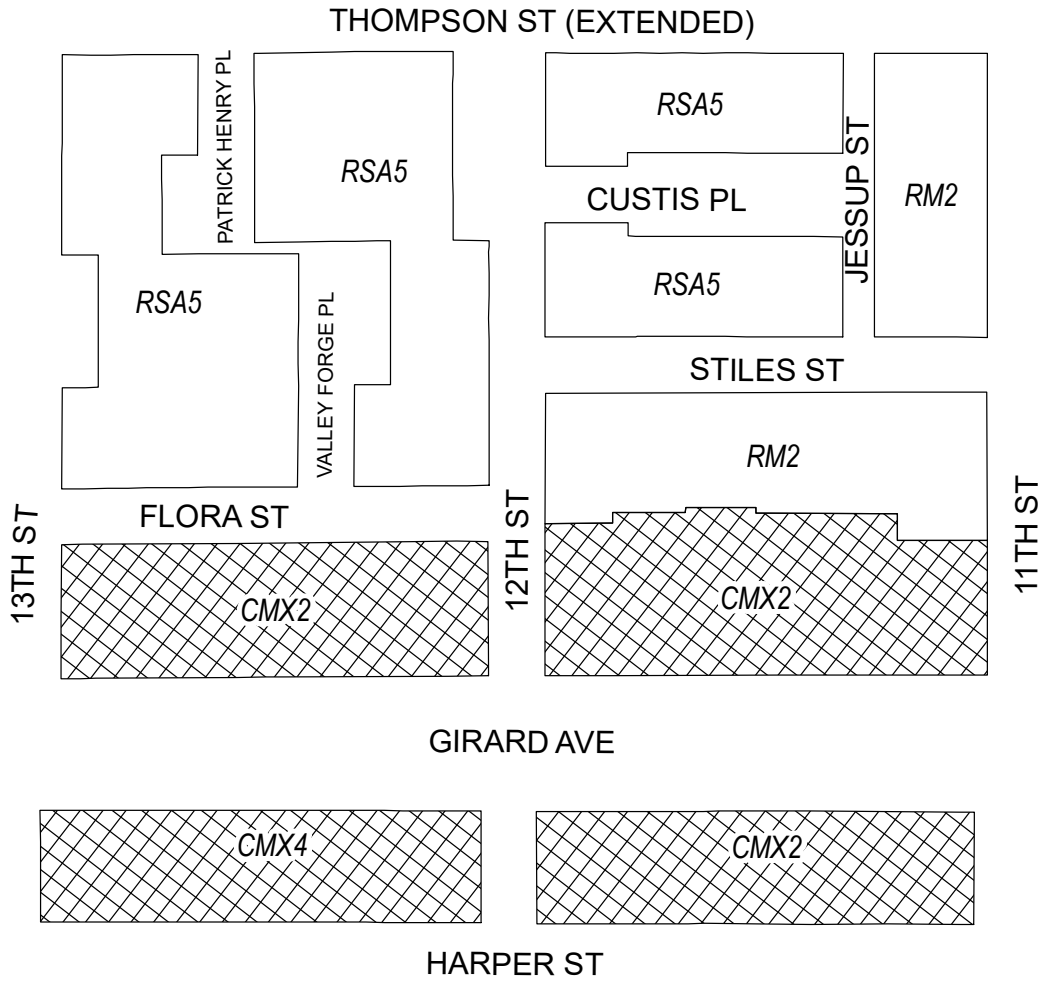 THOMPSON ST (EXTENDED)
PATRICK HENRY PL
RSA5
RSA5
JESSUP ST
RM2
CUSTIS PL
RSA5
RSA5
VALLEY FORGE PL
STILES ST
RM2
13TH ST
FLORA ST
12TH ST
11TH ST
CMX2
CMX2
GIRARD AVE
CMX4
CMX2
HARPER ST